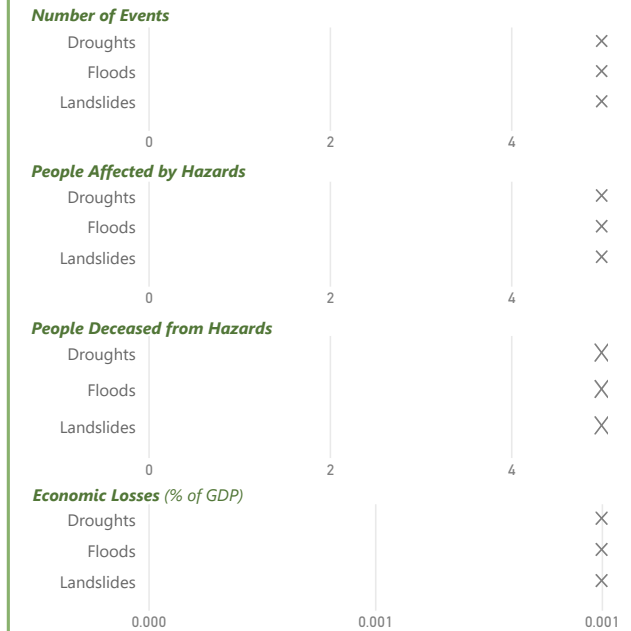 Number of Events
Droughts
Floods
Landslides
0 2 4
People Affected by Hazards
Droughts
Floods
Landslides
0 2 4
People Deceased from Hazards
Droughts
Floods
Landslides
0 2 4
Economic Losses (% of GDP)
Droughts
Floods
Landslides
0.000 0.001 0.001